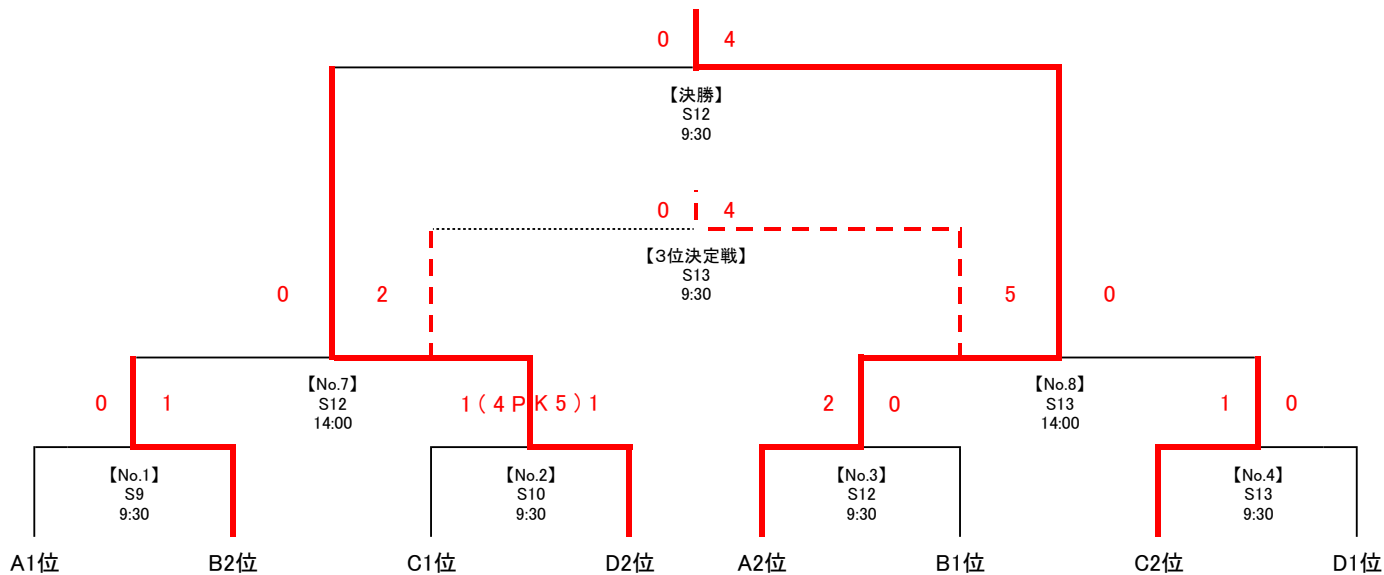 0 4
【決勝】
S12
9:30
0 4
【3位決定戦】
S13
9:30
0 2 5 0
【No.7】
S12
14:00
【No.8】
S13
14:00
0 1 1(4PK5)1 2 0 1 0
【No.1】
S9
9:30
【No.2】
S10
9:30
【No.3】
S12
9:30
【No.4】
S13
9:30
A1位 B2位 C1位 D2位 A2位 B1位 C2位 D1位